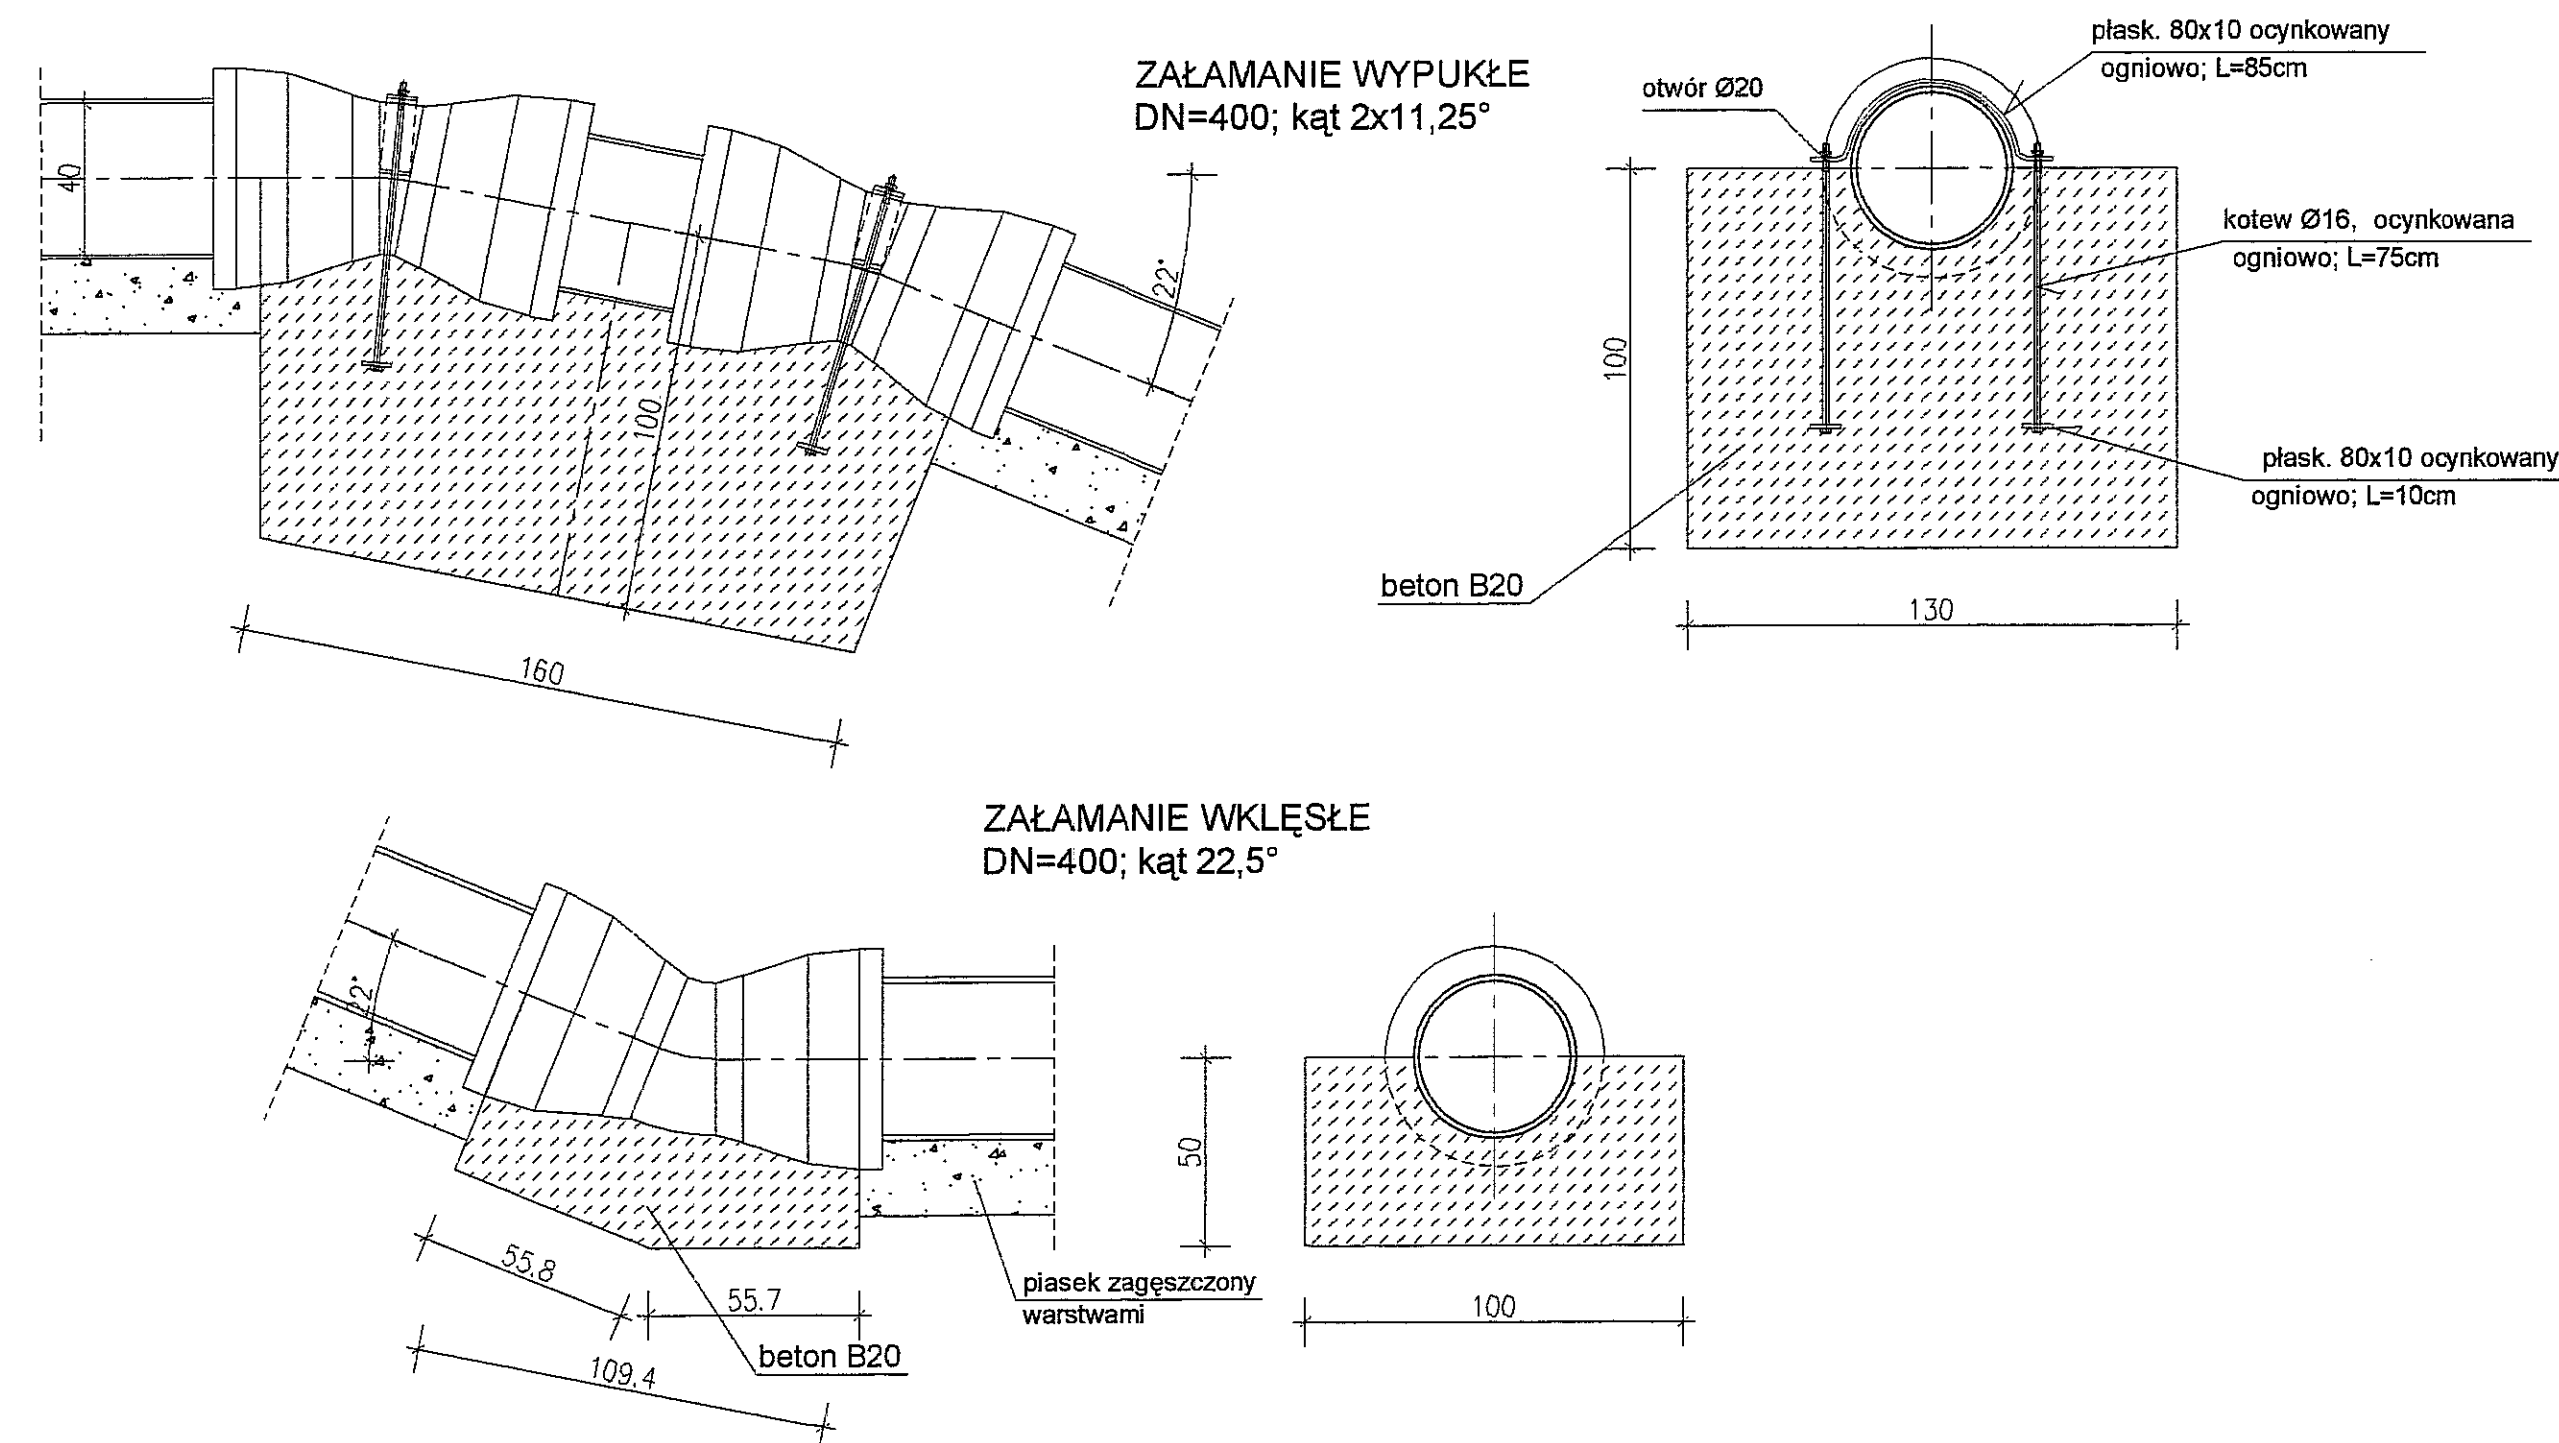 ZAŁAMANIE WYPUKŁE
DN=400; kąt 2x11,25°
40
22°
100
160
płask. 80x10 ocynkowany
ogniowo; L=85cm
otwór Ø20
kotew Ø16, ocynkowana
ogniowo; L=75cm
100
płask. 80x10 ocynkowany
ogniowo; L=10cm
beton B20
130
ZAŁAMANIE WKLĘSŁE
DN=400; kąt 22,5°
22°
50
55.8
55.7
piasek zagęszczony
warstwami
109.4
beton B20
100